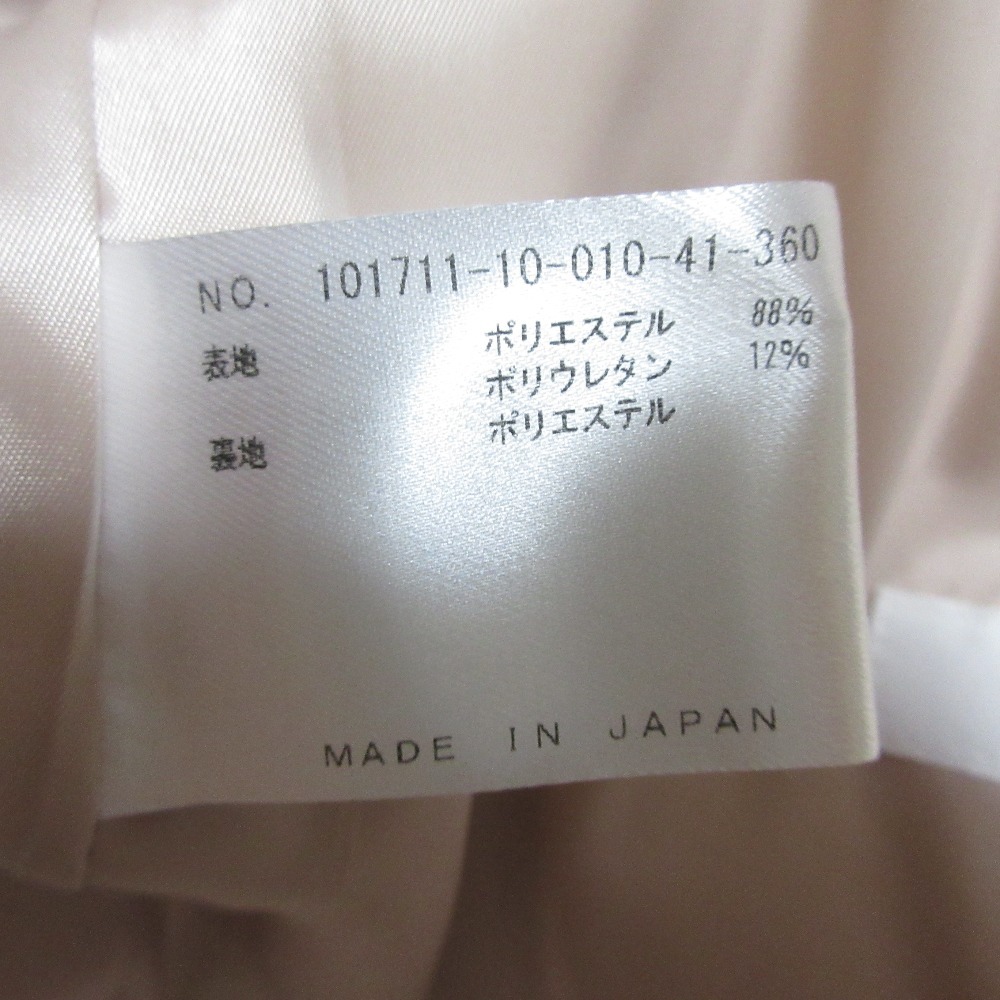 NO. 101711-10-010-41-360
表地 ポリエステル 88%
ポリウレタン 12%
裏地 ポリエステル
MADE IN JAPAN